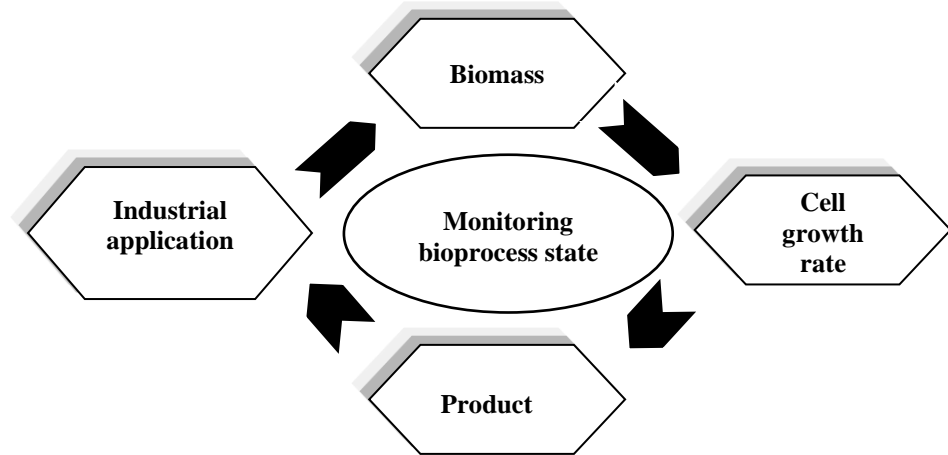 Biomass
Industrial
application
Monitoring
bioprocess state
Cell
growth
rate
Product